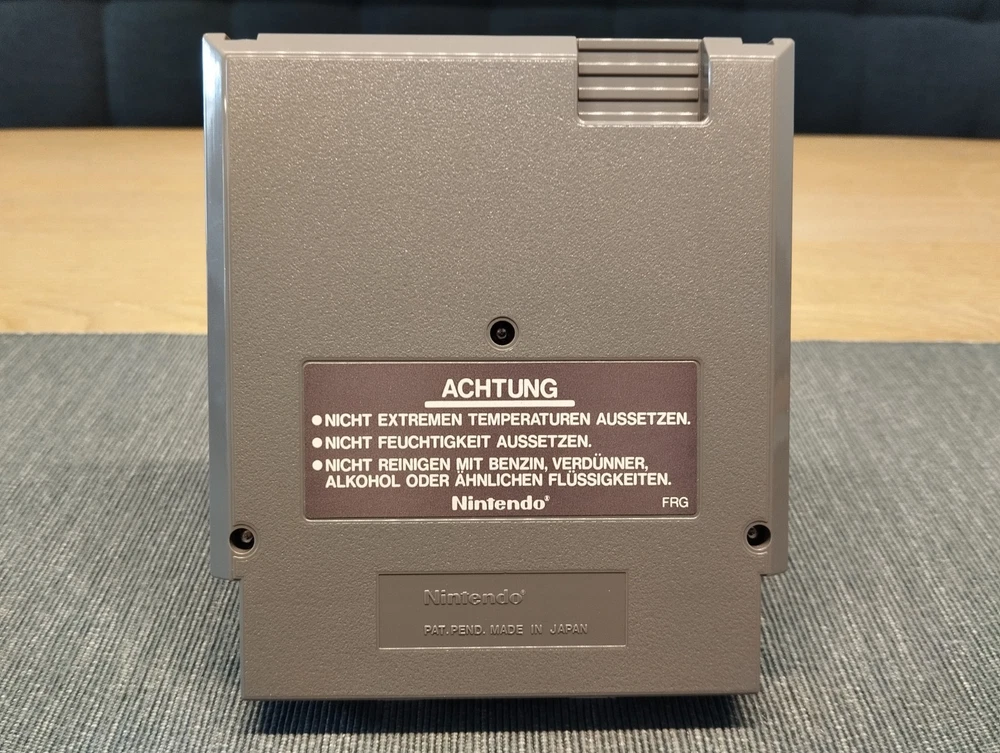 ACHTUNG
●NICHT EXTREMEN TEMPERATUREN AUSSETZEN.
●NICHT FEUCHTIGKEIT AUSSETZEN.
●NICHT REINIGEN MIT BENZIN, VERDÜNNER,
ALKOHOL ODER ÄHNLICHEN FLÜSSIGKEITEN.
Nintendo® FRG
Nintendo®
PAT. PEND. MADE IN JAPAN